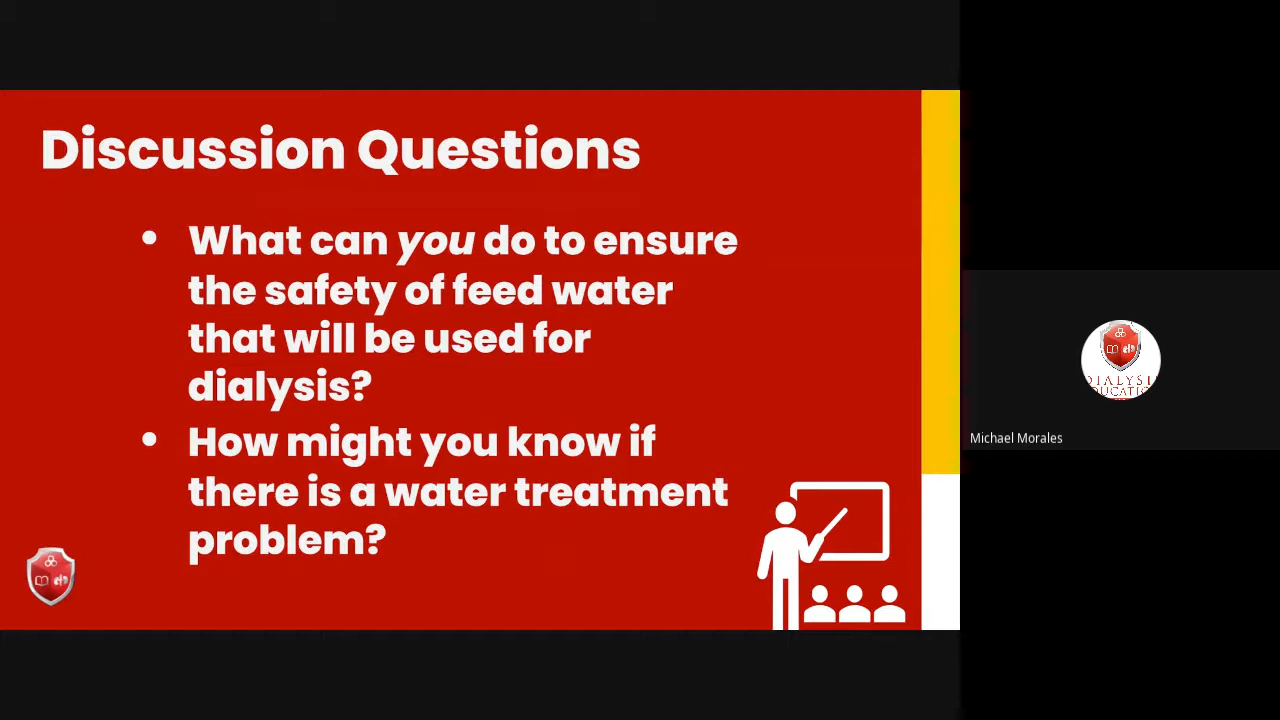 Discussion Questions
• What can you do to ensure
the safety of feed water
that will be used for
dialysis?
• How might you know if
there is a water treatment
problem?
Michael Morales